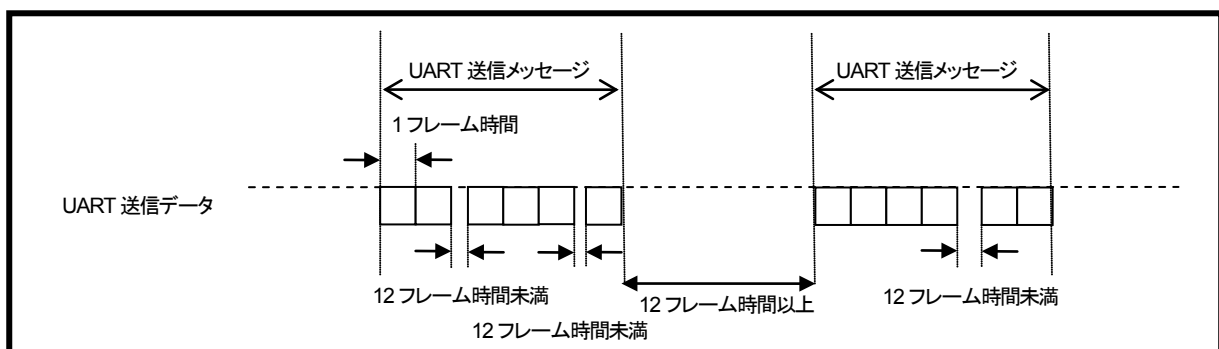 UART 送信メッセージ
UART 送信メッセージ
1 フレーム時間
UART 送信データ
12 フレーム時間未満
12 フレーム時間以上
12 フレーム時間未満
12 フレーム時間未満